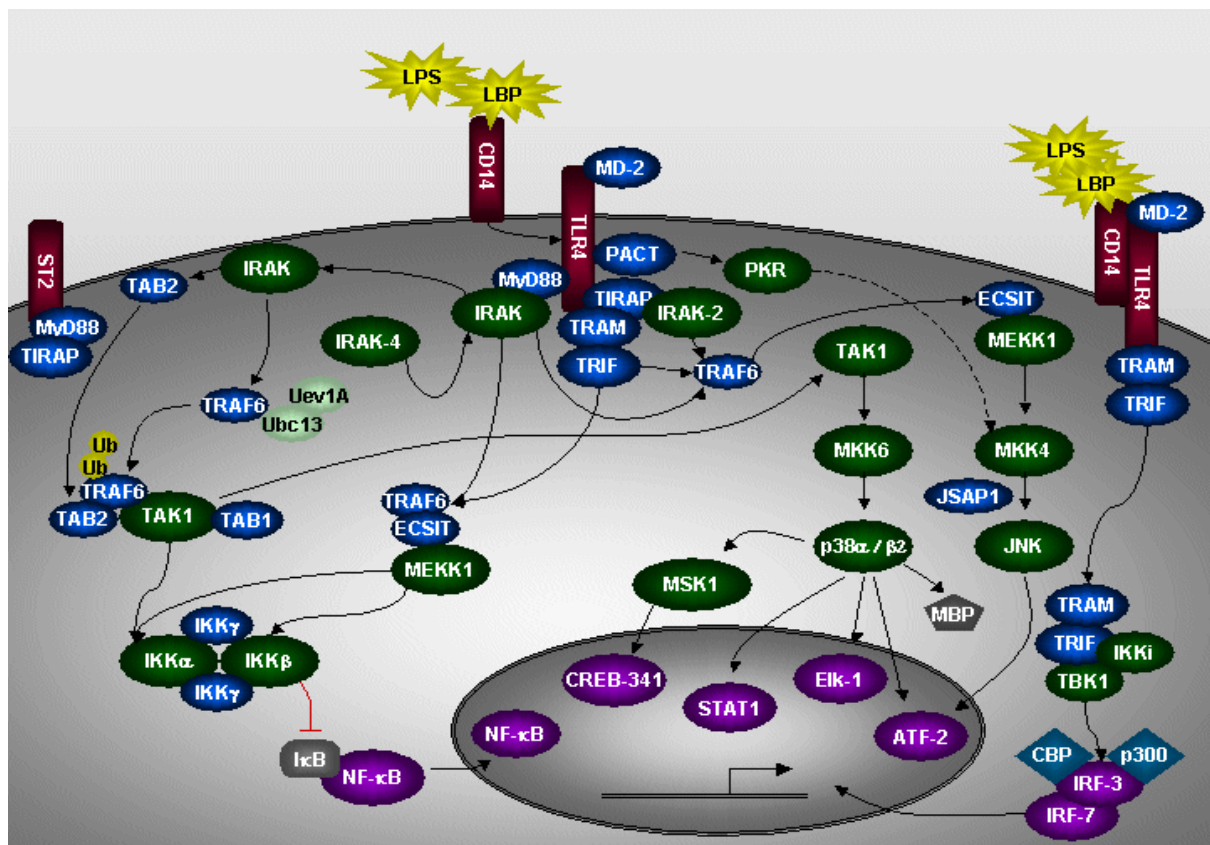 LPS
LBP
CD14
MD-2
TLR4
LPS
LBP
MD-2
CD14
TLR4
ST2
MyD88
TIRAP
TAB2
IRAK
MyD88
PACT
PKR
IRAK
TIRAP
IRAK-2
TRAM
TRIF
IRAK-4
TRAF6
ECSIT
MEKK1
TAK1
TRAM
TRIF
TRAF6
Uev1A
Ubc13
Ub
Ub
TRAF6
TAB2
TAK1
TAB1
MKK6
MKK4
JSAP1
TRAF6
ECSIT
MEKK1
p38α / β2
JNK
MSK1
MBP
TRAM
TRIF
IKKi
TBK1
IKKγ
IKKα
IKKβ
IKKγ
CREB-341
STAT1
Elk-1
ATF-2
NF-κB
IκB
NF-κB
CBP
p300
IRF-3
IRF-7